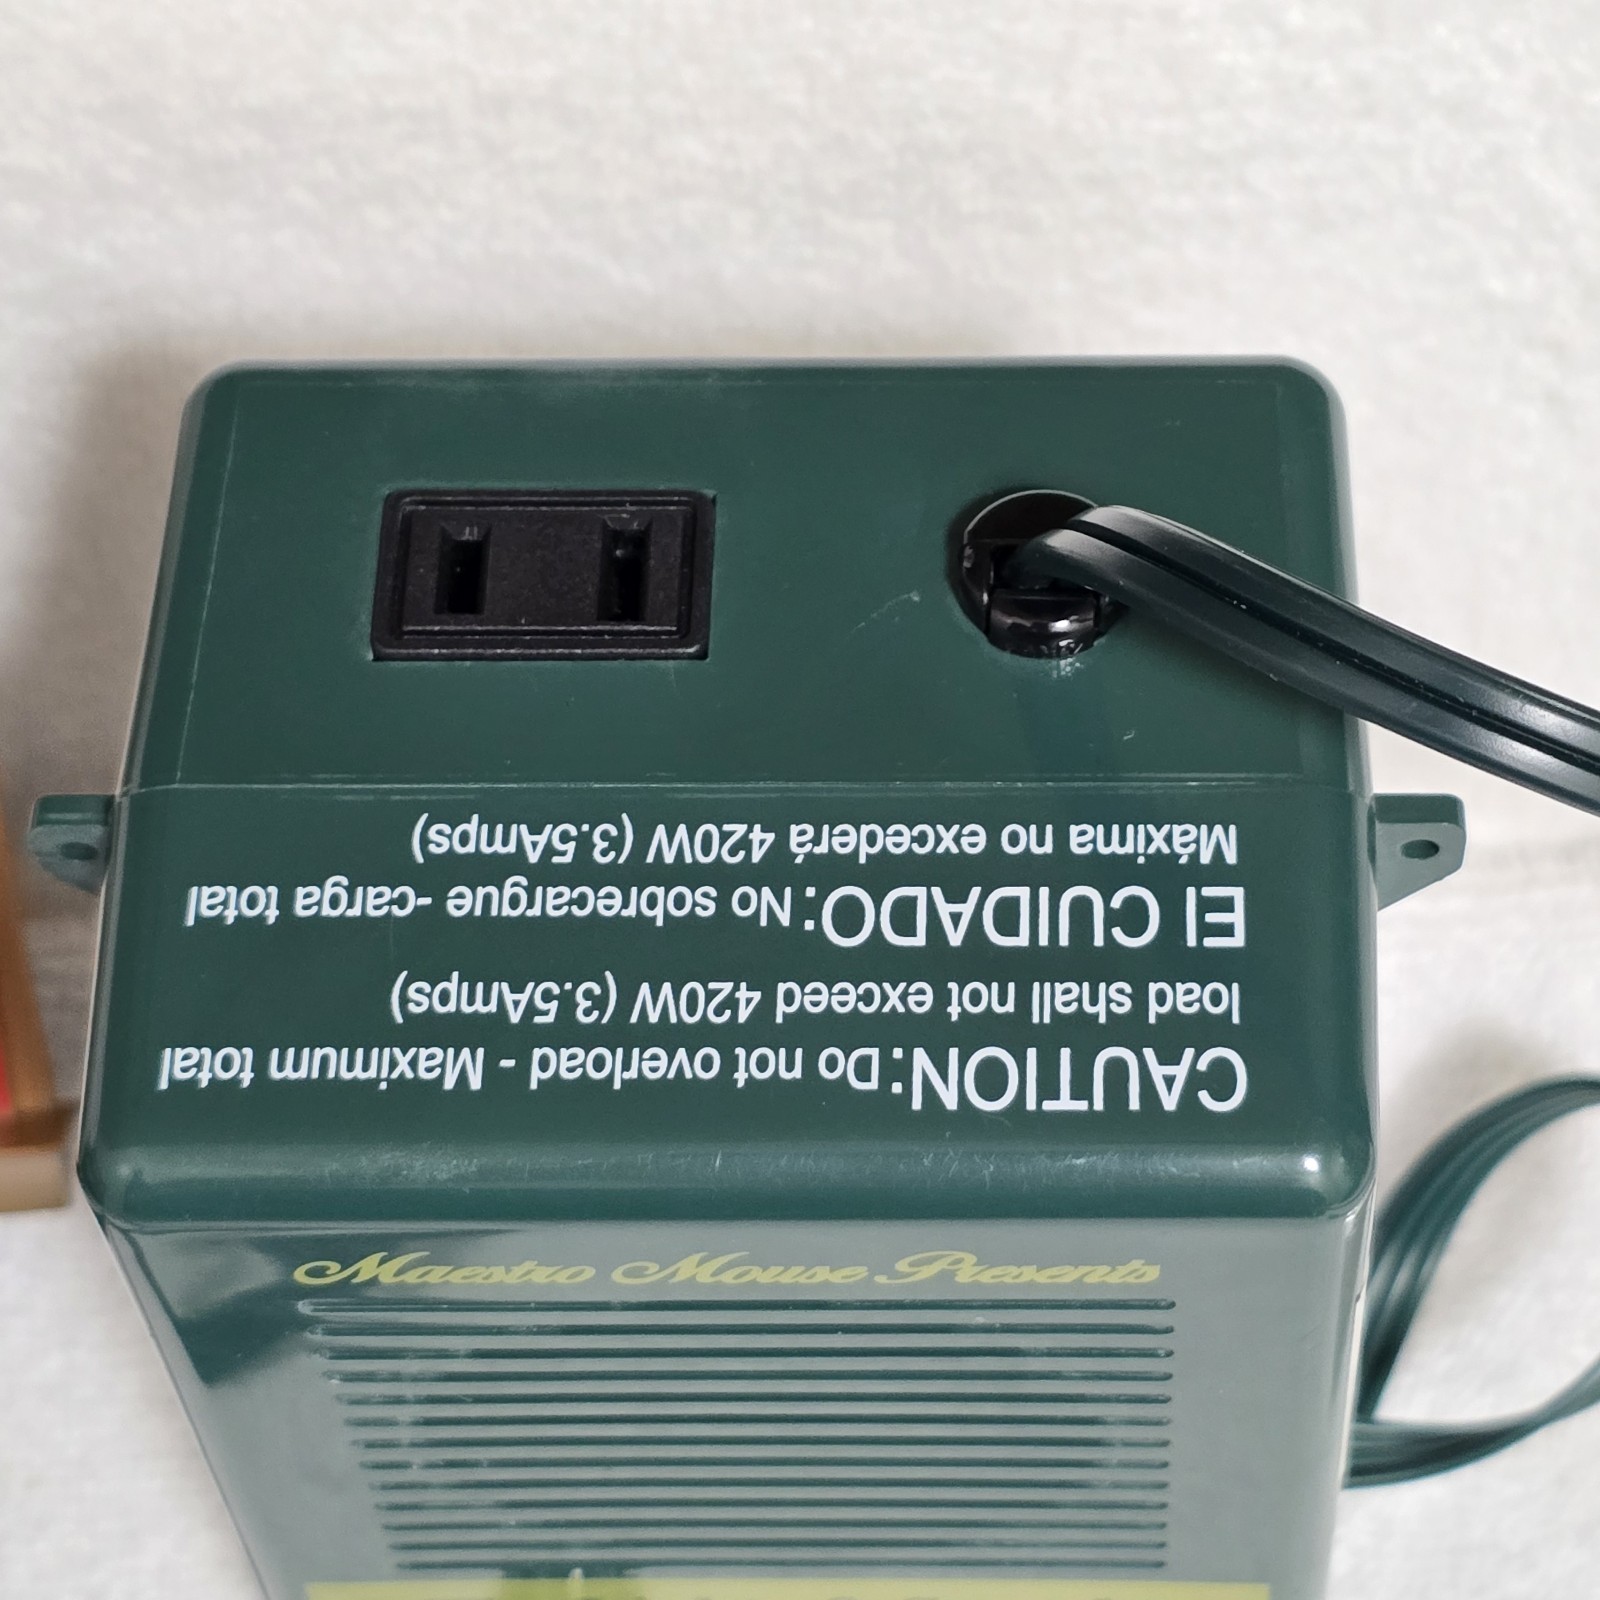 CAUTION: Do not overload - Maximum total
load shall not exceed 420W (3.5Amps)
El CUIDADO: No sobrecargue -carga total
Máxima no excederá 420W (3.5Amps)
Maestro Mouse Presents